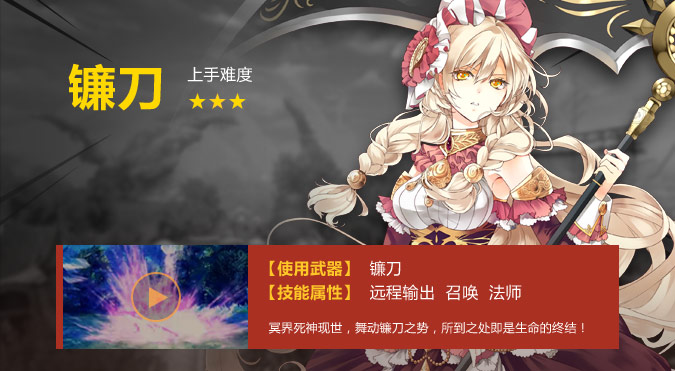 镰刀
上手难度
★★★
【使用武器】 镰刀
【技能属性】 远程输出 召唤 法师
冥界死神现世，舞动镰刀之势，所到之处即是生命的终结！